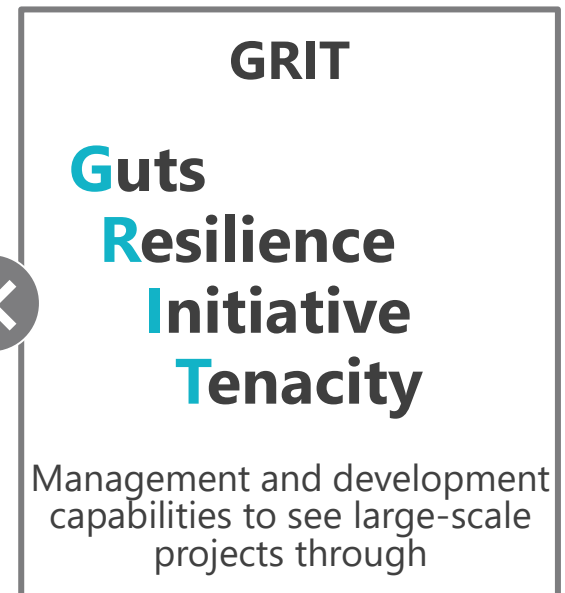 GRIT
Guts
Resilience
Initiative
Tenacity
Management and development
capabilities to see large-scale
projects through